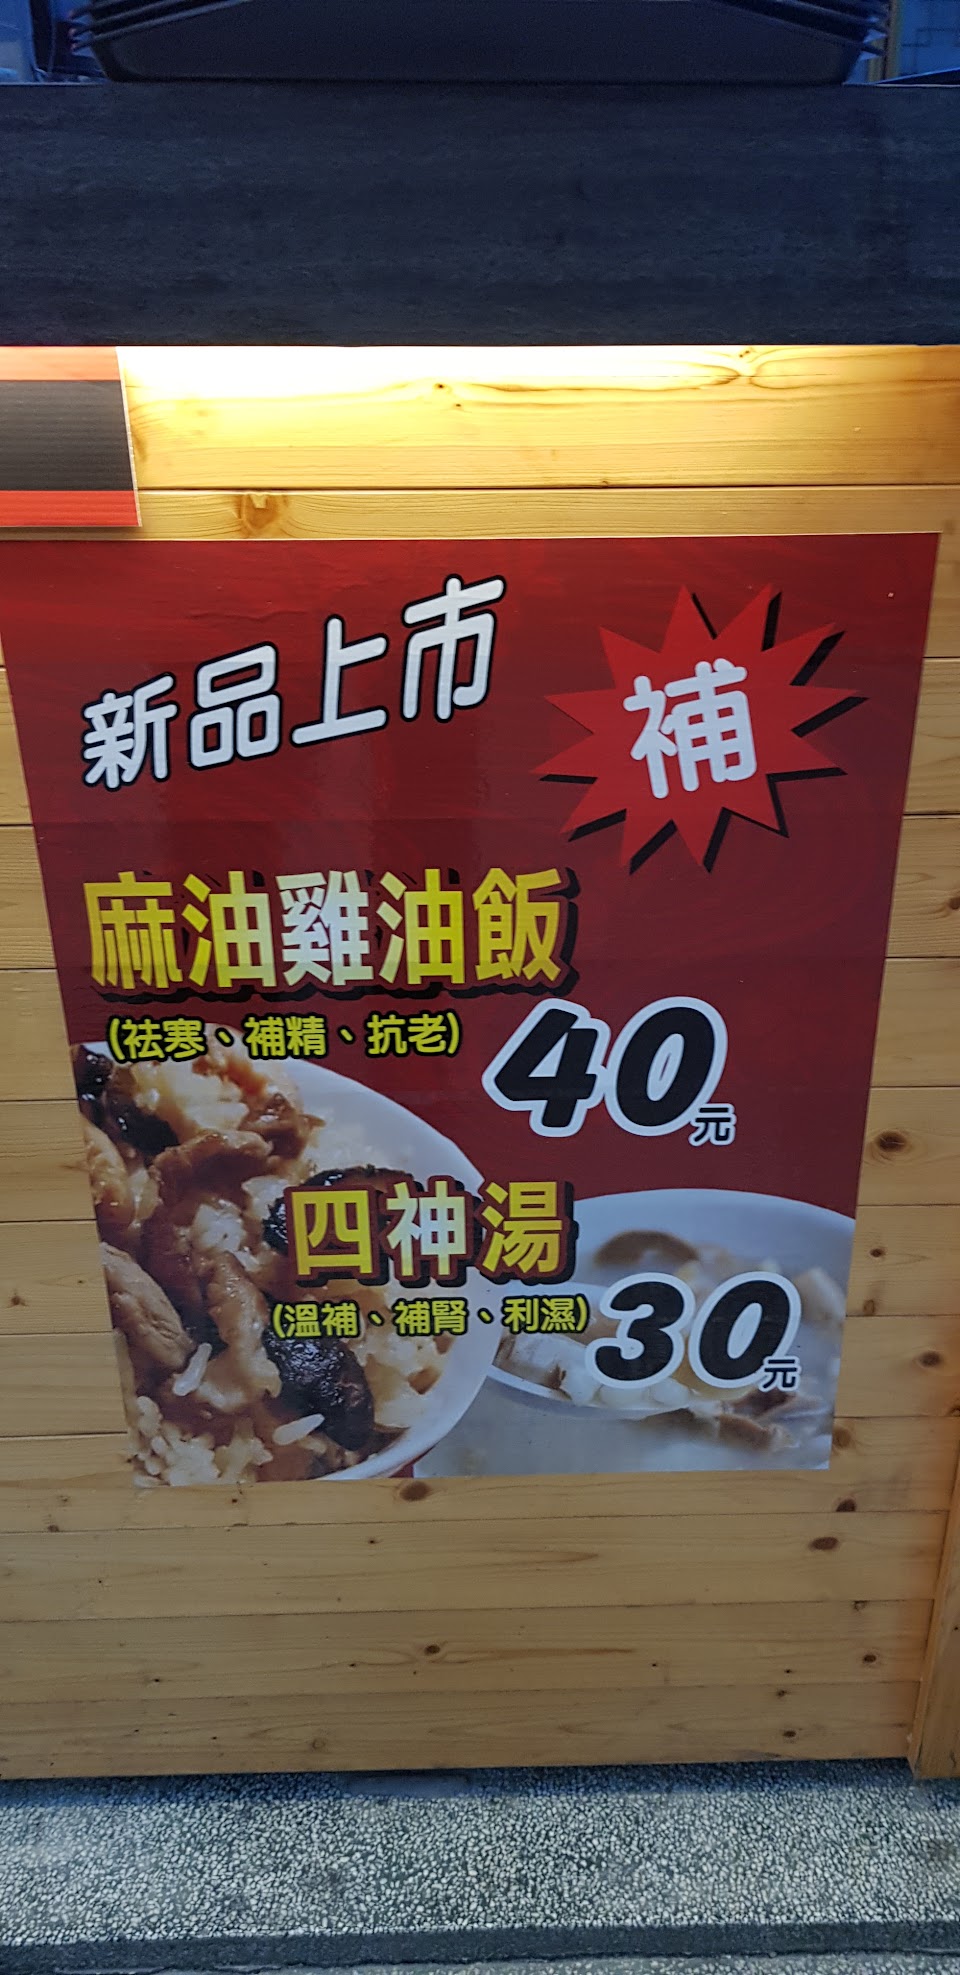 新品上市
補
麻油雞油飯
(祛寒、補精、抗老)
40元
四神湯
(溫補、補腎、利濕)
30元